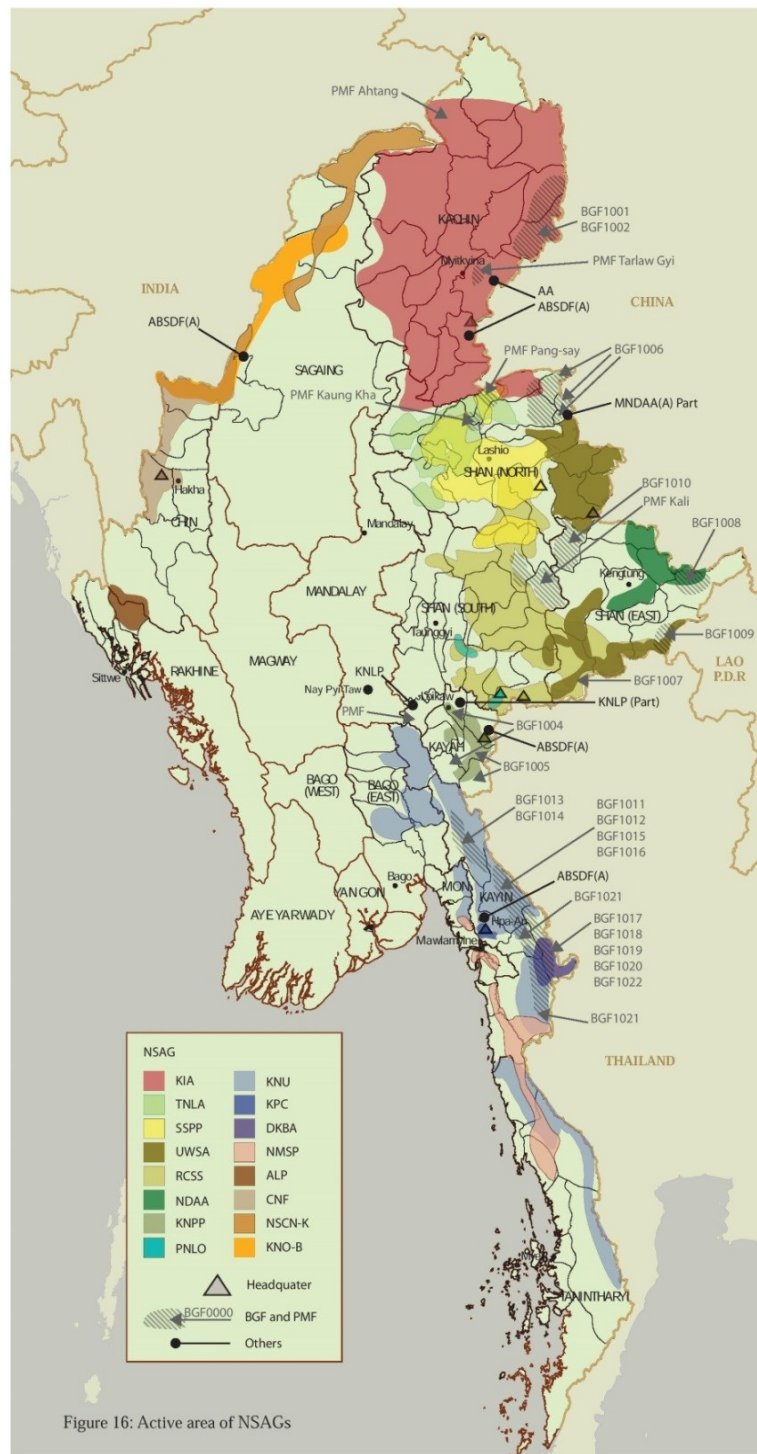 PMF Ahtang
KACHIN
BGF1001
BGF1002
Myitkyina
PMF Tarlaw Gyi
INDIA
AA
ABSDF(A)
CHINA
ABSDF(A)
SAGAING
PMF Pang-say
BGF1006
PMF Kaung Kha
MNDAA(A) Part
Lashio
SHAN (NORTH)
BGF1010
PMF Kali
Hakha
CHIN
Mandalay
BGF1008
Kengtung
MANDALAY
SHAN (SOUTH)
SHAN (EAST)
Taunggyi
BGF1009
MAGWAY
LAO
P.D.R
Sittwe
RAKHINE
KNLP
BGF1007
Nay Pyi Taw
Loikaw
KNLP (Part)
PMF
BGF1004
ABSDF(A)
KAYAH
BGF1005
BAGO
(WEST)
BAGO
(EAST)
BGF1013
BGF1014
BGF1011
BGF1012
BGF1015
BGF1016
Bago
MON
KAYIN
ABSDF(A)
YANGON
AYEYARWADY
Hpa-An
BGF1021
Mawlamyine
BGF1017
BGF1018
BGF1019
BGF1020
BGF1022
BGF1021
THAILAND
TANINTHARYI
NSAG
KIA
TNLA
SSPP
UWSA
RCSS
NDAA
KNPP
PNLO
KNU
KPC
DKBA
NMSP
ALP
CNF
NSCN-K
KNO-B
Headquater
BGF0000
BGF and PMF
Others
Figure 16: Active area of NSAGs